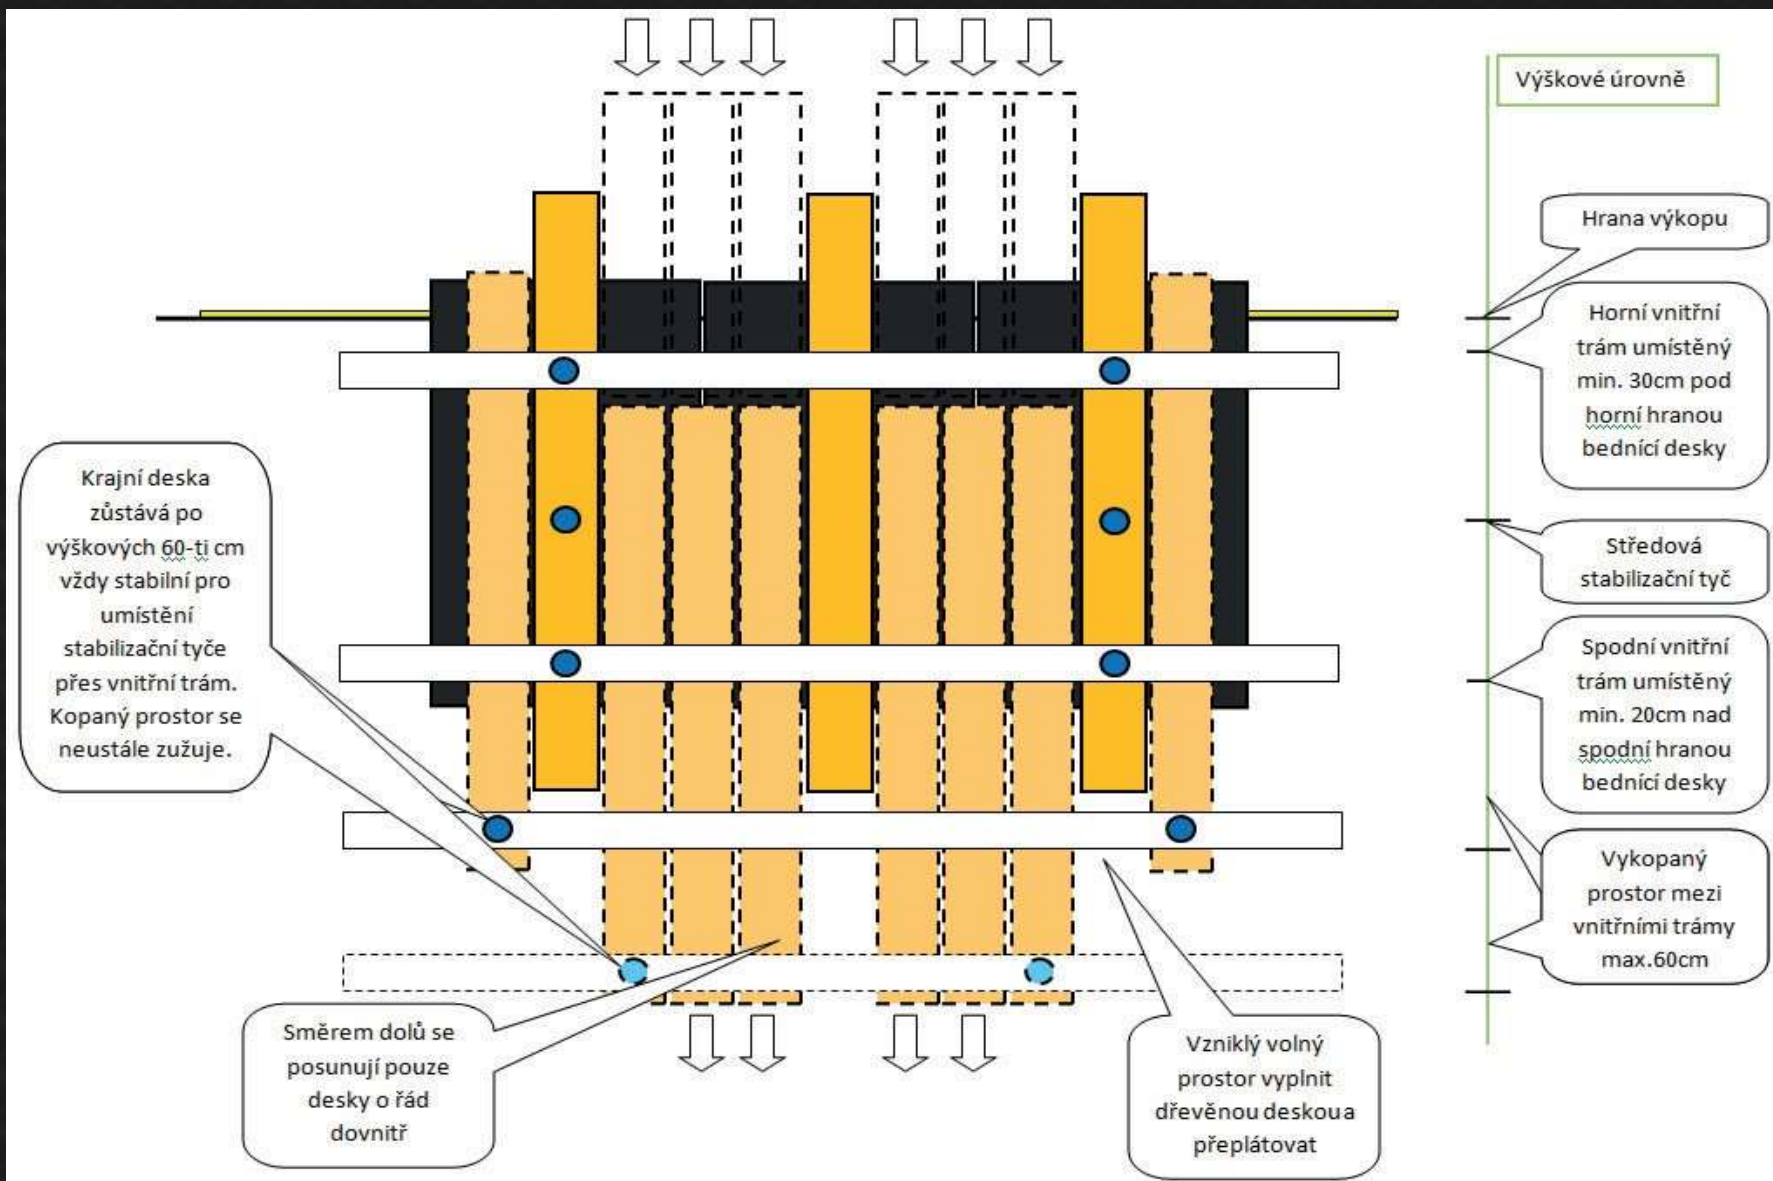 Výškové úrovně
Hrana výkopu
Horní vnitřní
trám umístěný
min. 30cm pod
horní hranou
bednící desky
Středová
stabilizační tyč
Spodní vnitřní
trám umístěný
min. 20cm nad
spodní hranou
bednící desky
Vykopaný
prostor mezi
vnitřními trámy
max.60cm
Krajní deska
zůstává po
výškových 60-ti cm
vždy stabilní pro
umístění
stabilizační tyče
přes vnitřní trám.
Kopaný prostor se
neustále zužuje.
Směrem dolů se
posunují pouze
desky o řád
dovnitř
Vzniklý volný
prostor vyplnit
dřevěnou deskou a
přeplátovat